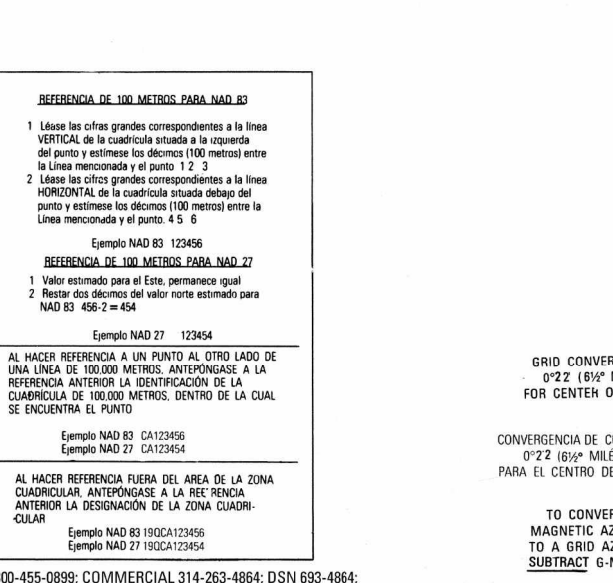 REFERENCIA DE 100 METROS PARA NAD 83
1 Léase las cifras grandes correspondientes a la línea
VERTICAL de la cuadrícula situada a la izquierda
del punto y estímese los décimos (100 metros) entre
la Línea mencionada y el punto 1 2 3
2 Léase las cifras grandes correspondientes a la línea
HORIZONTAL de la cuadrícula situada debajo del
punto y estímese los décimos (100 metros) entre la
Línea mencionada y el punto. 4 5 6
Ejemplo NAD 83 123456
REFERENCIA DE 100 METROS PARA NAD 27
1 Valor estimado para el Este, permanece igual
2 Restar dos décimos del valor norte estimado para
NAD 83 456-2 = 454
Ejemplo NAD 27 123454
AL HACER REFERENCIA A UN PUNTO AL OTRO LADO DE
UNA LÍNEA DE 100,000 METROS, ANTEPÓNGASE A LA
REFERENCIA ANTERIOR LA IDENTIFICACIÓN DE LA
CUADRÍCULA DE 100,000 METROS, DENTRO DE LA CUAL
SE ENCUENTRA EL PUNTO
Ejemplo NAD 83 CA123456
Ejemplo NAD 27 CA123454
AL HACER REFERENCIA FUERA DEL AREA DE LA ZONA
CUADRICULAR, ANTEPÓNGASE A LA REFERENCIA
ANTERIOR LA DESIGNACIÓN DE LA ZONA CUADRI-
CULAR
Ejemplo NAD 83 19QCA123456
Ejemplo NAD 27 19QCA123454
00-455-0899; COMMERCIAL 314-263-4864; DSN 693-4864;
GRID CONVER
0°22' (6½° M
FOR CENTER O
CONVERGENCIA DE C
0°22 (6½° MILÉ
PARA EL CENTRO DE
TO CONVER
MAGNETIC AZ
TO A GRID AZ
SUBTRACT G-M